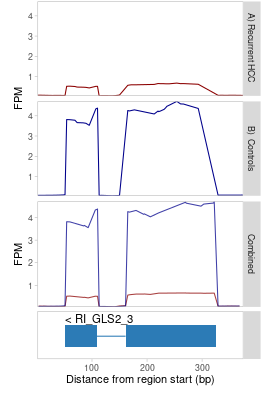 4
3
2
1
A) Recurrent HCC
FPM
4
3
2
1
B) Controls
4
3
2
1
FPM
Combined
< RI_GLS2_3
100 200 300
Distance from region start (bp)